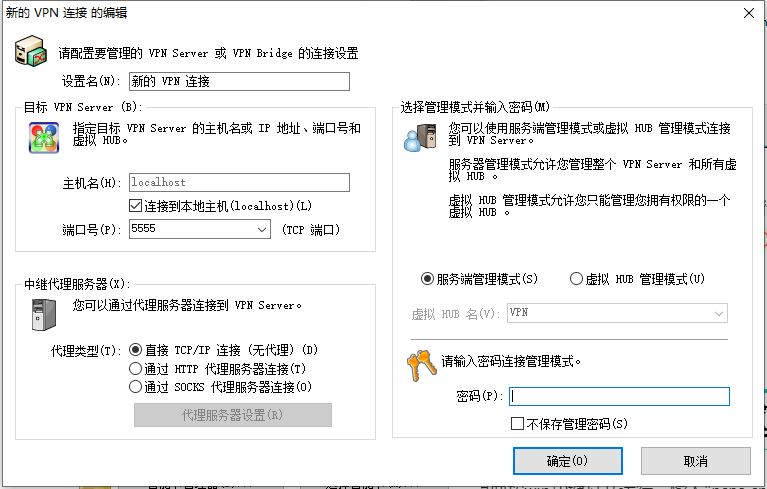 新的 VPN 连接 的编辑
请配置要管理的 VPN Server 或 VPN Bridge 的连接设置
设置名(N): 新的 VPN 连接
目标 VPN Server (B):
指定目标 VPN Server 的主机名或 IP 地址、端口号和
虚拟 HUB。
主机名(H): localhost
连接到本地主机(localhost)(L)
端口号(P): 5555 (TCP 端口)
中继代理服务器(X):
您可以通过代理服务器连接到 VPN Server。
代理类型(T): 直接 TCP/IP 连接 (无代理) (D)
通过 HTTP 代理服务器连接(T)
通过 SOCKS 代理服务器连接(O)
代理服务器设置(R)
选择管理模式并输入密码(M)
您可以使用服务端管理模式或虚拟 HUB 管理模式连接
到 VPN Server。
服务器管理模式允许您管理整个 VPN Server 和所有虚
拟 HUB 。
虚拟 HUB 管理模式允许您只能管理您拥有权限的一个
虚拟 HUB 。
服务端管理模式(S) 虚拟 HUB 管理模式(U)
虚拟 HUB 名(V): VPN
请输入密码连接管理模式。
密码(P):
不保存管理密码(S)
确定(O) 取消